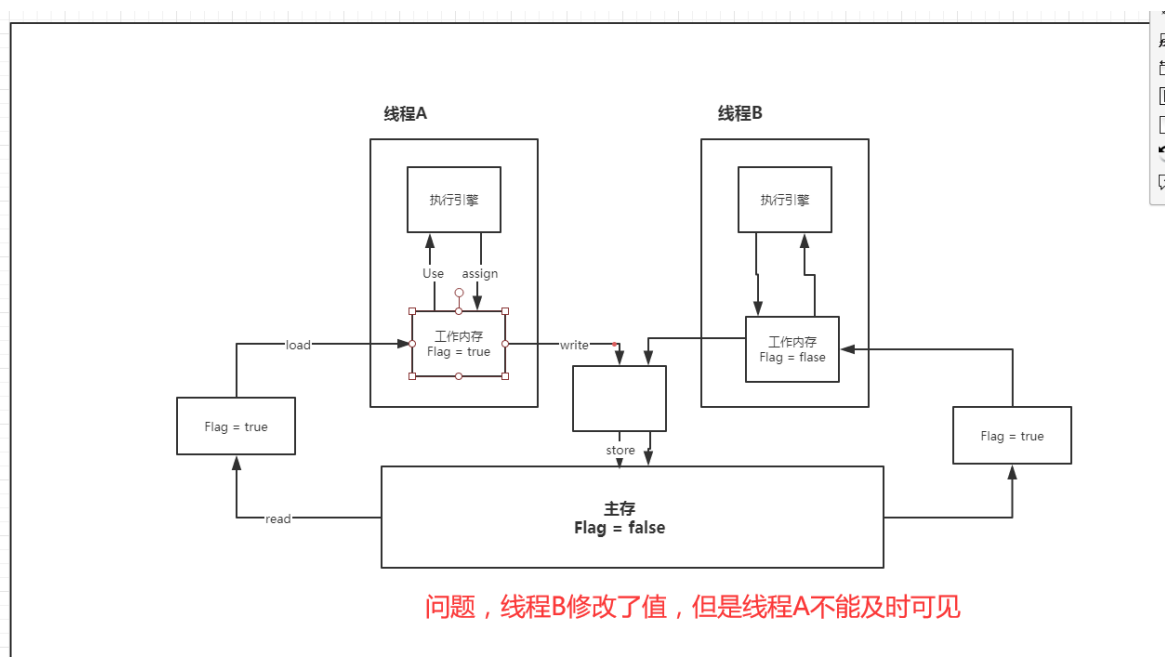 线程A
线程B
执行引擎
执行引擎
Use
assign
工作内存
Flag = true
工作内存
Flag = flase
load
write
Flag = true
Flag = true
store
主存
Flag = false
read
问题，线程B修改了值，但是线程A不能及时可见